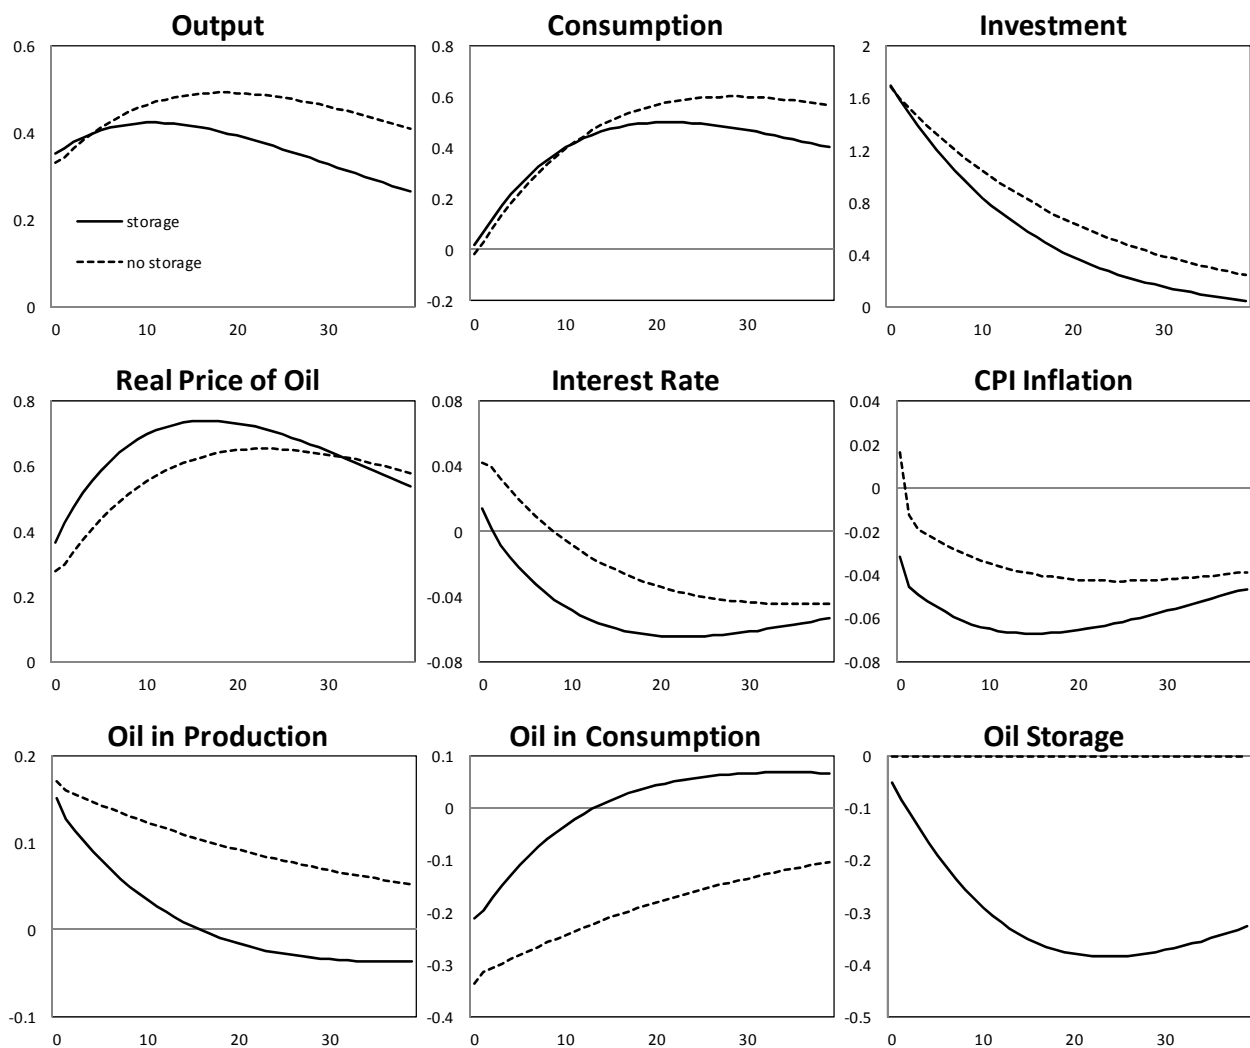 Output
Consumption
Investment
0.6
0.4
0.2
0
storage
no storage
0 10 20 30
0.8
0.6
0.4
0.2
0
-0.2
0 10 20 30
2
1.6
1.2
0.8
0.4
0
0 10 20 30
Real Price of Oil
Interest Rate
CPI Inflation
0.8
0.6
0.4
0.2
0
0 10 20 30
0.08
0.04
0
-0.04
-0.08
0 10 20 30
0.04
0.02
0
-0.02
-0.04
-0.06
-0.08
0 10 20 30
Oil in Production
Oil in Consumption
Oil Storage
0.2
0.1
0
-0.1
0 10 20 30
0.1
0
-0.1
-0.2
-0.3
-0.4
0 10 20 30
0
-0.1
-0.2
-0.3
-0.4
-0.5
0 10 20 30